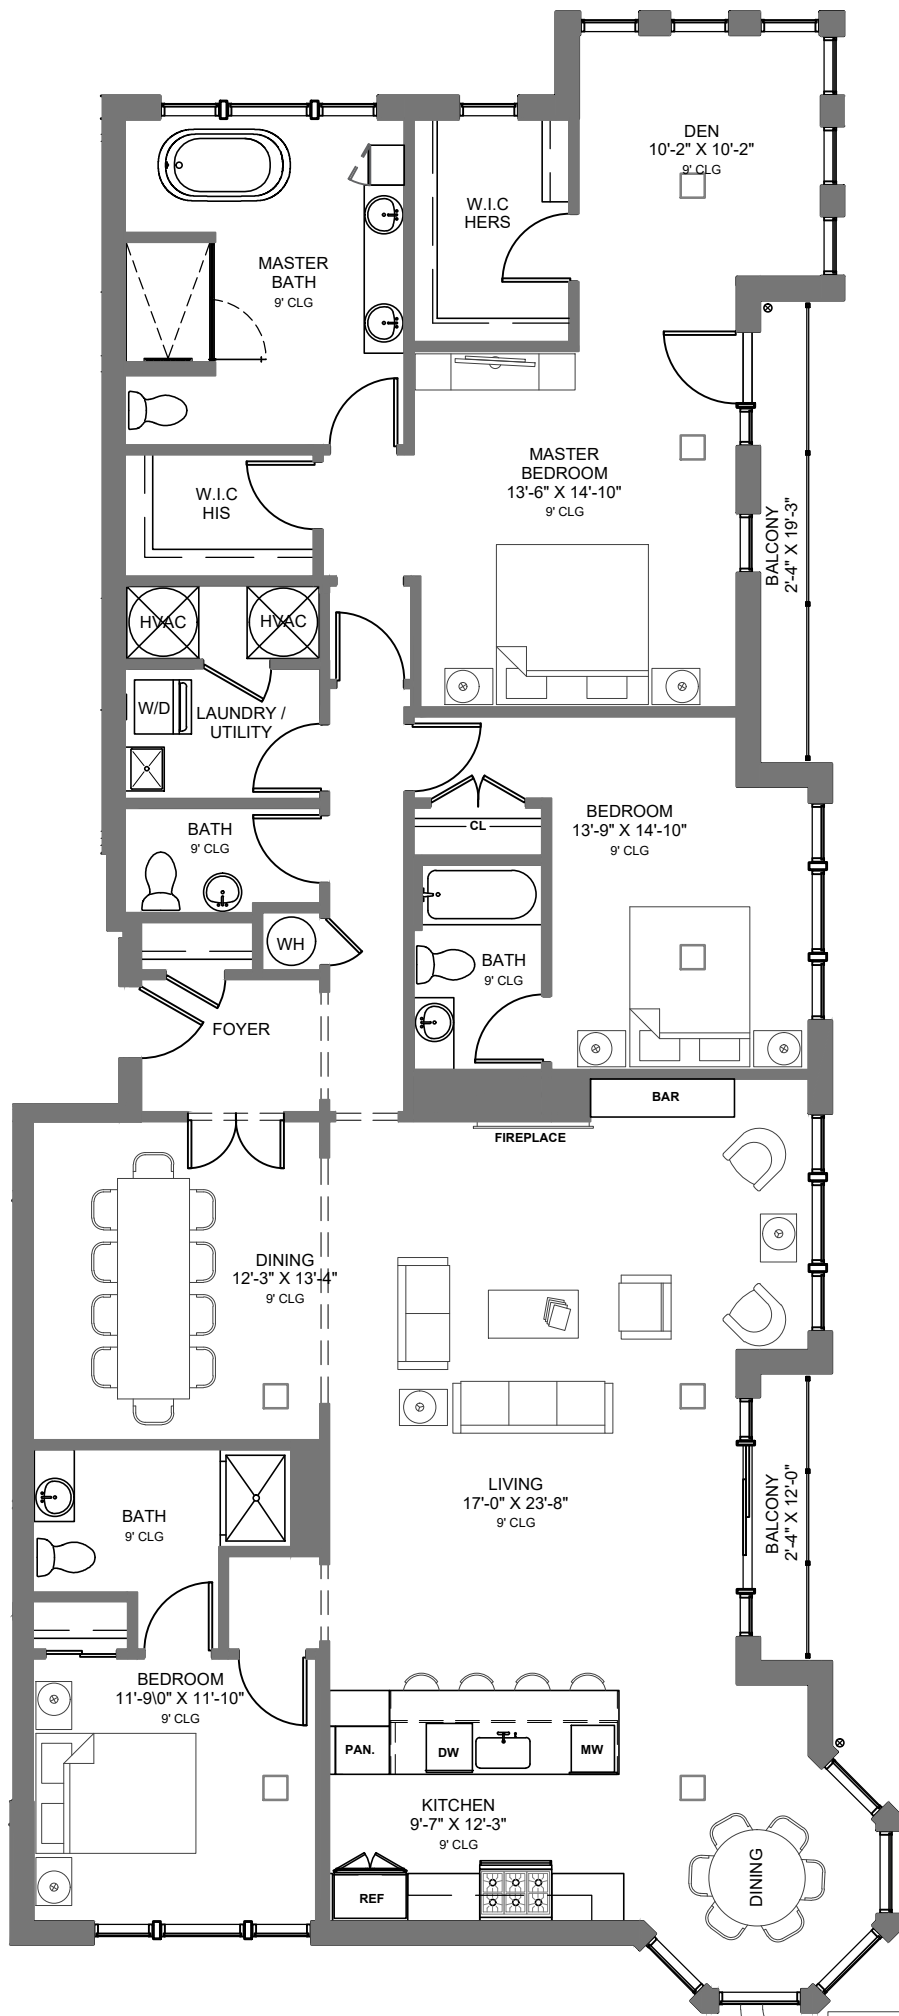 DEN
10'-2" X 10'-2"
9' CLG
W.I.C
HERS
MASTER
BATH
9' CLG
MASTER
BEDROOM
13'-6" X 14'-10"
9' CLG
W.I.C
HIS
BALCONY
2'-4" X 19'-3"
HVAC
HVAC
W/D
LAUNDRY /
UTILITY
BATH
9' CLG
CL
BEDROOM
13'-9" X 14'-10"
9' CLG
WH
BATH
9' CLG
FOYER
BAR
FIREPLACE
DINING
12'-3" X 13'-4"
9' CLG
LIVING
17'-0" X 23'-8"
9' CLG
BALCONY
2'-4" X 12'-0"
BATH
9' CLG
BEDROOM
11'-9\0" X 11'-10"
9' CLG
PAN.
DW
MW
KITCHEN
9'-7" X 12'-3"
9' CLG
REF
DINING